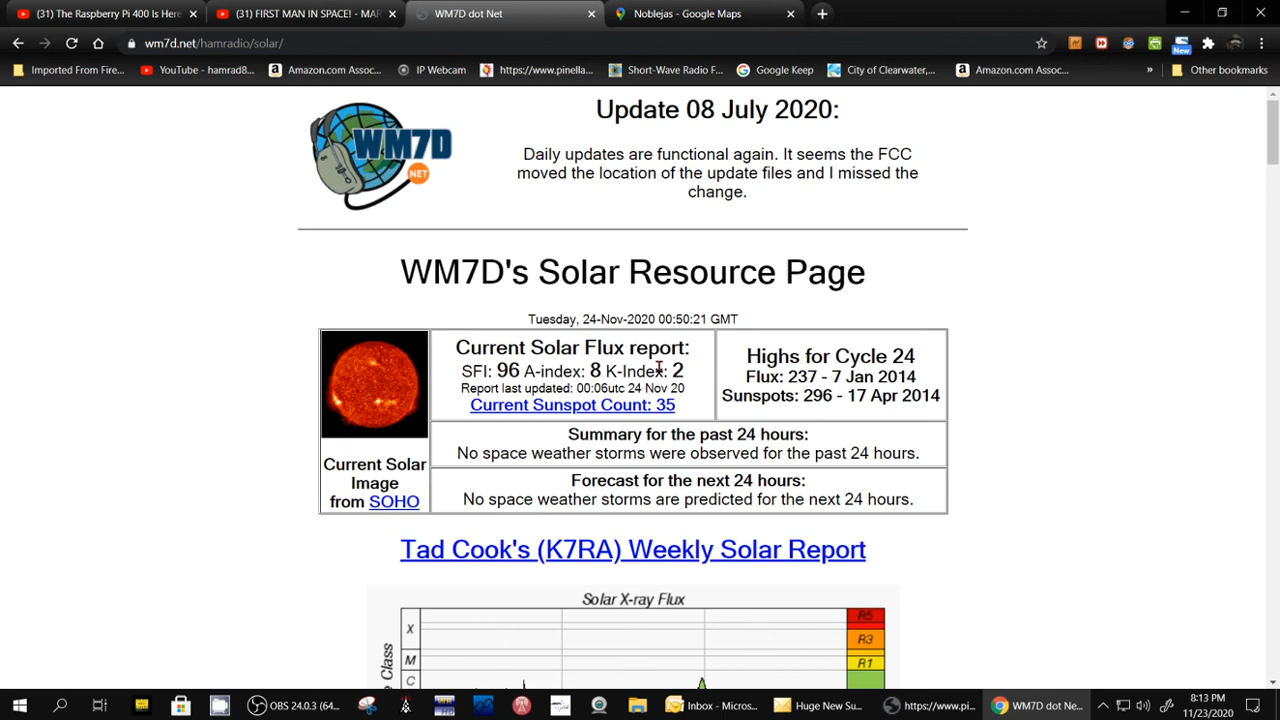 (31) The Raspberry Pi 400 Is Here
(31) FIRST MAN IN SPACE! - MAR
WM7D dot Net
Noblejas - Google Maps
wm7d.net/hamradio/solar/
New
Imported From Fire...
YouTube - hamrad8...
Amazon.com Assoc...
IP Webcam
https://www.pinella...
Short-Wave Radio F...
Google Keep
City of Clearwater,...
Amazon.com Assoc...
Other bookmarks
WM7D
NET
Update 08 July 2020:
Daily updates are functional again. It seems the FCC
moved the location of the update files and I missed the
change.
WM7D's Solar Resource Page
Tuesday, 24-Nov-2020 00:50:21 GMT
Current Solar Flux report:
SFI: 96 A-index: 8 K-Index: 2
Report last updated: 00:06utc 24 Nov 20
Current Sunspot Count: 35
Highs for Cycle 24
Flux: 237 - 7 Jan 2014
Sunspots: 296 - 17 Apr 2014
Summary for the past 24 hours:
No space weather storms were observed for the past 24 hours.
Forecast for the next 24 hours:
No space weather storms are predicted for the next 24 hours.
Current Solar
Image
from SOHO
Tad Cook's (K7RA) Weekly Solar Report
Solar X-ray Flux
X
M
C
Class
R5
R3
R1
OBS 24.0.3 (64...
Inbox - Micros...
Huge New Su...
https://www.pi...
WM7D dot Ne...
8:13 PM
11/23/2020